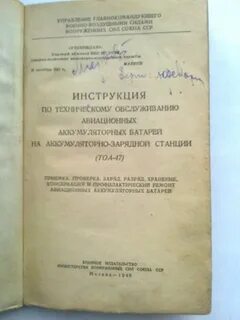 УПРАВЛЕНИЕ ГЛАВНОКОМАНДУЮЩЕГО
ВОЕННО-ВОЗДУШНЫМИ СИЛАМИ
ВООРУЖЕННЫХ СИЛ СОЮЗА ССР
ИНСТРУКЦИЯ
ПО ТЕХНИЧЕСКОМУ ОБСЛУЖИВАНИЮ
АВИАЦИОННЫХ
АККУМУЛЯТОРНЫХ БАТАРЕЙ
НА АККУМУЛЯТОРНО-ЗАРЯДНОЙ СТАНЦИИ
(ТОА-47)
ПРИЕМКА, ПРОВЕРКА, ЗАРЯД, РАЗРЯД, ХРАНЕНИЕ,
КОНСЕРВАЦИЯ И ПРОФИЛАКТИЧЕСКИЙ РЕМОНТ
АВИАЦИОННЫХ АККУМУЛЯТОРНЫХ БАТАРЕЙ
ВОЕННОЕ ИЗДАТЕЛЬСТВО
МИНИСТЕРСТВА ВООРУЖЕННЫХ СИЛ СОЮЗА ССР
Москва—1948